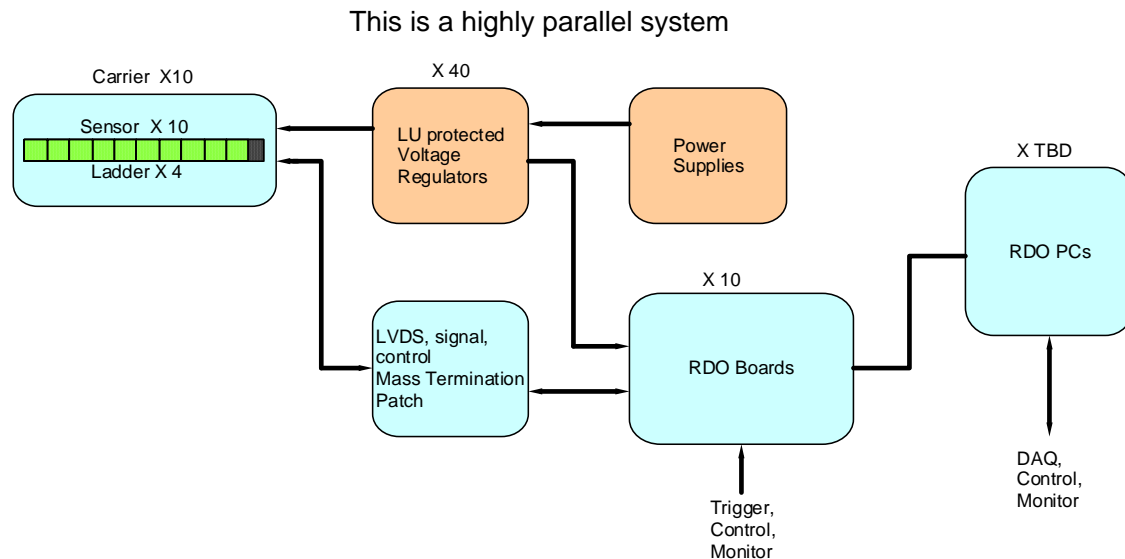 This is a highly parallel system
Carrier X10
Sensor X 10
Ladder X 4
X 40
LU protected
Voltage
Regulators
Power
Supplies
X TBD
RDO PCs
LVDS, signal,
control
Mass Termination
Patch
X 10
RDO Boards
Trigger,
Control,
Monitor
DAQ,
Control,
Monitor